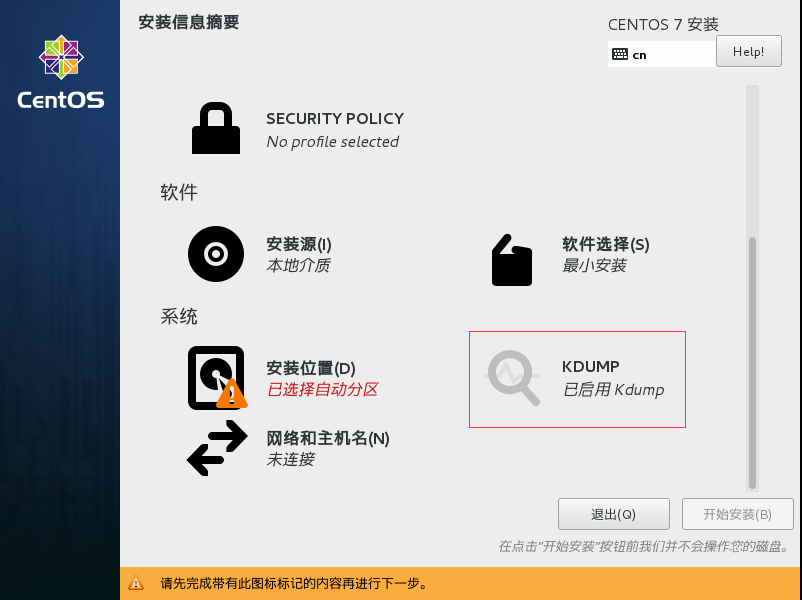 安装信息摘要
CENTOS 7 安装
cn
Help!
CentOS
SECURITY POLICY
No profile selected
软件
安装源(I)
本地介质
软件选择(S)
最小安装
系统
安装位置(D)
已选择自动分区
KDUMP
已启用 Kdump
网络和主机名(N)
未连接
退出(Q)
开始安装(B)
在点击"开始安装"按钮前我们并不会操作您的磁盘。
请先完成带有此图标标记的内容再进行下一步。